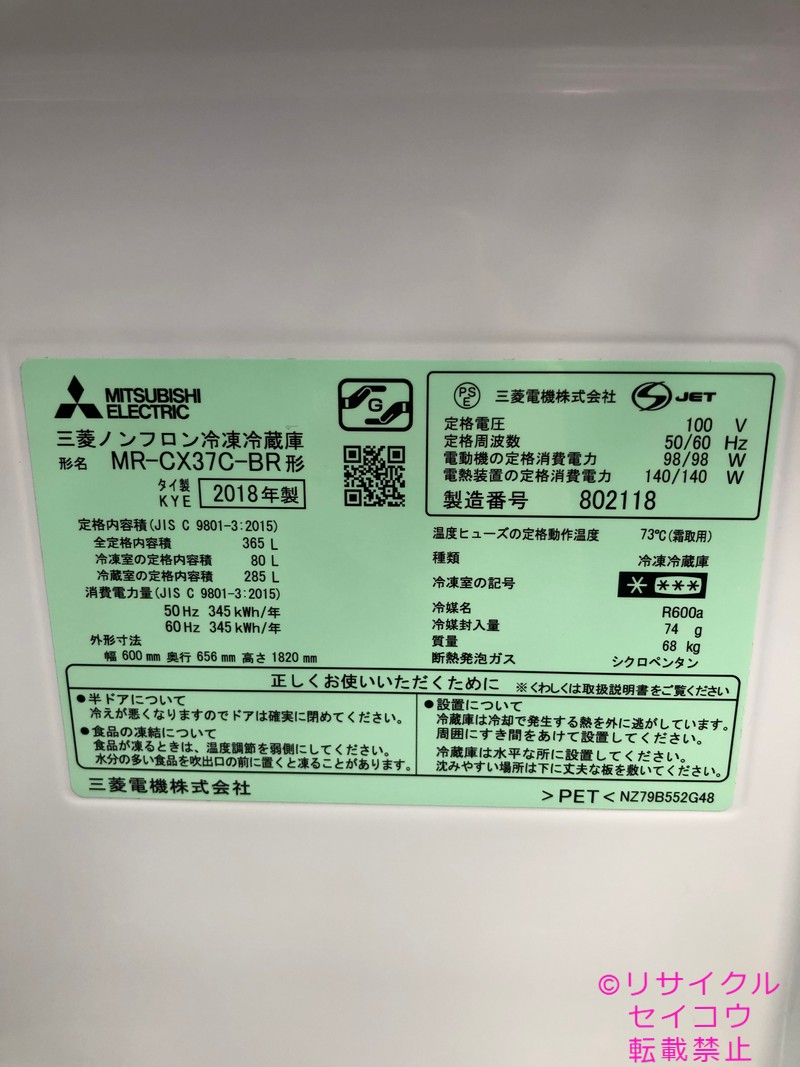 MITSUBISHI
ELECTRIC
三菱ノンフロン冷凍冷蔵庫
形名 MR-CX37C-BR形
タイ製
KYE 2018年製
G
定格内容積(JIS C 9801-3:2015)
全定格内容積 365 L
冷凍室の定格内容積 80 L
冷蔵室の定格内容積 285 L
消費電力量(JIS C 9801-3:2015)
50Hz 345kWh/年
60Hz 345kWh/年
外形寸法
幅 600mm 奥行 656mm 高さ 1820mm
PS
E 三菱電機株式会社 S JET
定格電圧 100 V
定格周波数 50/60 Hz
電動機の定格消費電力 98/98 W
電熱装置の定格消費電力 140/140 W
製造番号 802118
温度ヒューズの定格動作温度 73℃(霜取用)
種類 冷凍冷蔵庫
冷凍室の記号 * ***
冷媒名 R600a
冷媒封入量 74 g
質量 68 kg
断熱発泡ガス シクロペンタン
正しくお使いいただくために ※くわしくは取扱説明書をご覧ください
●半ドアについて
冷えが悪くなりますのでドアは確実に閉めてください。
●食品の凍結について
食品が凍るときは、温度調節を弱側にしてください。
水分の多い食品を吹出口の前に置くと凍ることがあります。
●設置について
冷蔵庫は冷却で発生する熱を外に逃がしています。
周囲にすき間をあけて設置してください。
冷蔵庫は水平な所に設置してください。
沈みやすい場所は下に丈夫な板を敷いてください。
三菱電機株式会社
>PET< NZ79B552G48
©リサイクル
セイコウ
転載禁止